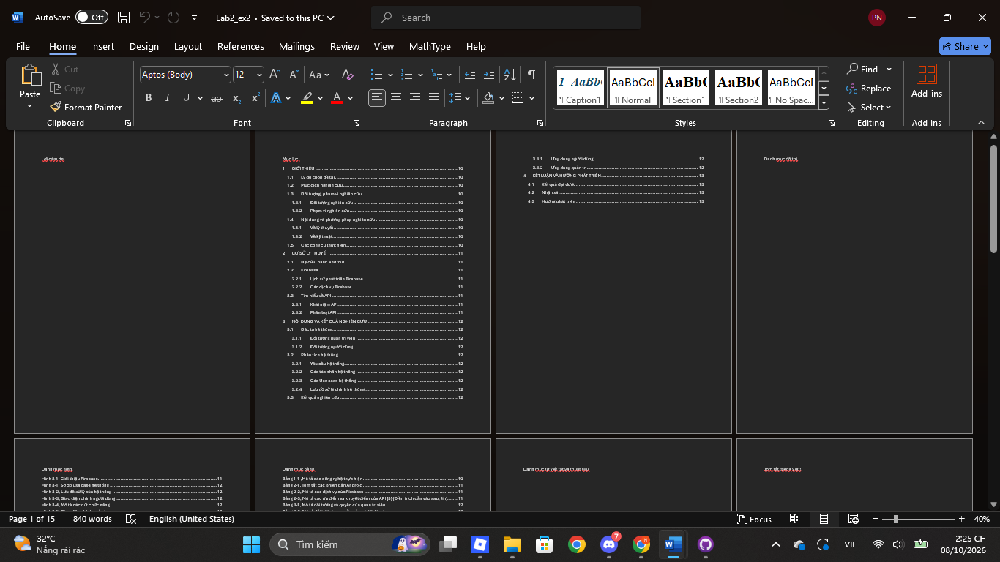 AutoSave Off Lab2_ex2 • Saved to this PC Search PN
File Home Insert Design Layout References Mailings Review View MathType Help Share
Paste Cut Copy Format Painter Clipboard
Aptos (Body) 12 Font
Paragraph
1 AaBb AaBbCcI AaBb( AaBb( AaBbCcI
¶ Caption1 ¶ Normal ¶ Section1 ¶ Section2 ¶ No Spac...
Styles
Find
Replace
Select
Editing
Add-ins
Add-ins
Lời cảm ơn
Mục lục
1 GIỚI THIỆU 10
1.1 Lý do chọn đề tài 10
1.2 Mục đích nghiên cứu 10
1.3 Đối tượng, phạm vi nghiên cứu 10
1.3.1 Đối tượng nghiên cứu 10
1.3.2 Phạm vi nghiên cứu 10
1.4 Nội dung và phương pháp nghiên cứu 10
1.4.1 Về lý thuyết 10
1.4.2 Về kỹ thuật 10
1.5 Các công cụ thực hiện 10
2 CƠ SỞ LÝ THUYẾT 11
2.1 Hệ điều hành Android 11
2.2 Firebase 11
2.2.1 Lịch sử phát triển Firebase 11
2.2.2 Các dịch vụ Firebase 11
2.3 Tìm hiểu về API 11
2.3.1 Khái niệm API 11
2.3.2 Phân loại API 11
3 NỘI DUNG VÀ KẾT QUẢ NGHIÊN CỨU 12
3.1 Đặc tả hệ thống 12
3.1.1 Đối tượng quản trị viên 12
3.1.2 Đối tượng người dùng 12
3.2 Phân tích hệ thống 12
3.2.1 Yêu cầu hệ thống 12
3.2.2 Các tác nhân hệ thống 12
3.2.3 Các Use case hệ thống 12
3.2.4 Lưu đồ xử lý chính hệ thống 12
3.3 Kết quả nghiên cứu 12
3.3.1 Ứng dụng người dùng 12
3.3.2 Ứng dụng quản trị 12
4 KẾT LUẬN VÀ HƯỚNG PHÁT TRIỂN 13
4.1 Kết quả đạt được 13
4.2 Nhận xét 13
4.3 Hướng phát triển 13
Danh mục đồ thị
Danh mục hình
Hình 2-1, Giới thiệu Firebase 11
Hình 3-1, Sơ đồ use case hệ thống 12
Hình 3-2, Lưu đồ xử lý của hệ thống 12
Hình 3-3, Giao diện chính người dùng 12
Hình 3-4, Mô tả các nút chức năng 12
Danh mục bảng
Bảng 1-1 , Mô tả các công nghệ thực hiện 10
Bảng 2-1 , Tóm tắt các phiên bản Android 11
Bảng 2-2, Mô tả các dịch vụ của Firebase 11
Bảng 2-3, Mô tả các ưu điểm và khuyết điểm của API [3] (Điền trích dẫn vào sau, Jin) 11
Bảng 3-1, Mô tả đối tượng và quyền của quản trị viên 12
Danh mục từ viết tắt và thuật ngữ
Tóm tắt (tiếng Việt)
Page 1 of 15 840 words English (United States) Focus 40%
32°C
Nắng rải rác
Tìm kiếm
7
VIE
2:25 CH
08/10/2026